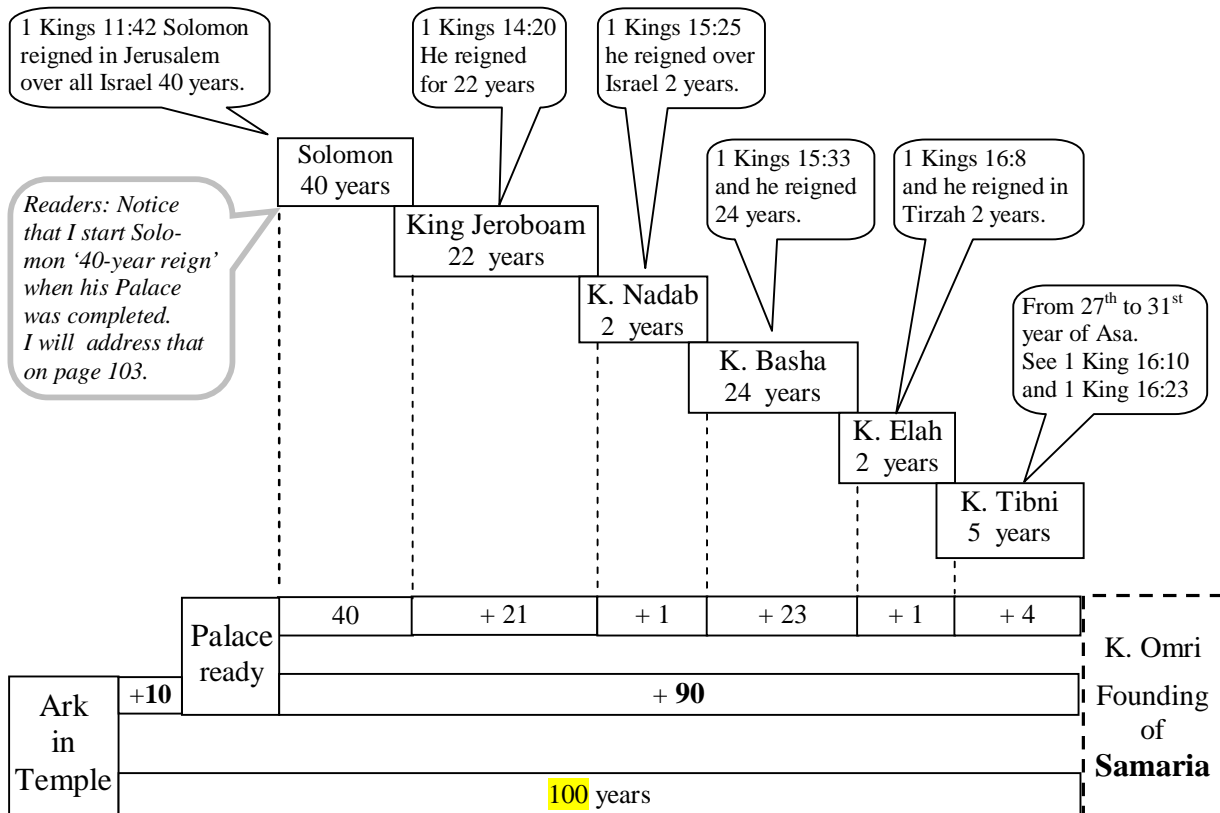 1 Kings 11:42 Solomon
reigned in Jerusalem
over all Israel 40 years.
1 Kings 14:20
He reigned
for 22 years
1 Kings 15:25
he reigned over
Israel 2 years.
Solomon
40 years
Readers: Notice
that I start Solo-
mon ‘40-year reign’
when his Palace
was completed.
I will address that
on page 103.
King Jeroboam
22 years
K. Nadab
2 years
1 Kings 15:33
and he reigned
24 years.
1 Kings 16:8
and he reigned in
Tirzah 2 years.
K. Basha
24 years
From 27th to 31st
year of Asa.
See 1 King 16:10
and 1 King 16:23
K. Elah
2 years
K. Tibni
5 years
40
+ 21
+ 1
+ 23
+ 1
+ 4
Palace
ready
+10
+ 90
Ark
in
Temple
100 years
K. Omri
Founding
of
Samaria